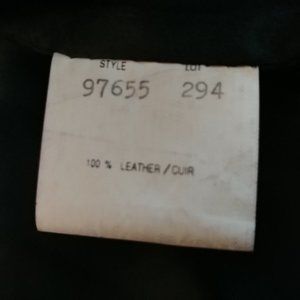 STYLE LOT
97655 294
100 % LEATHER/CUIR